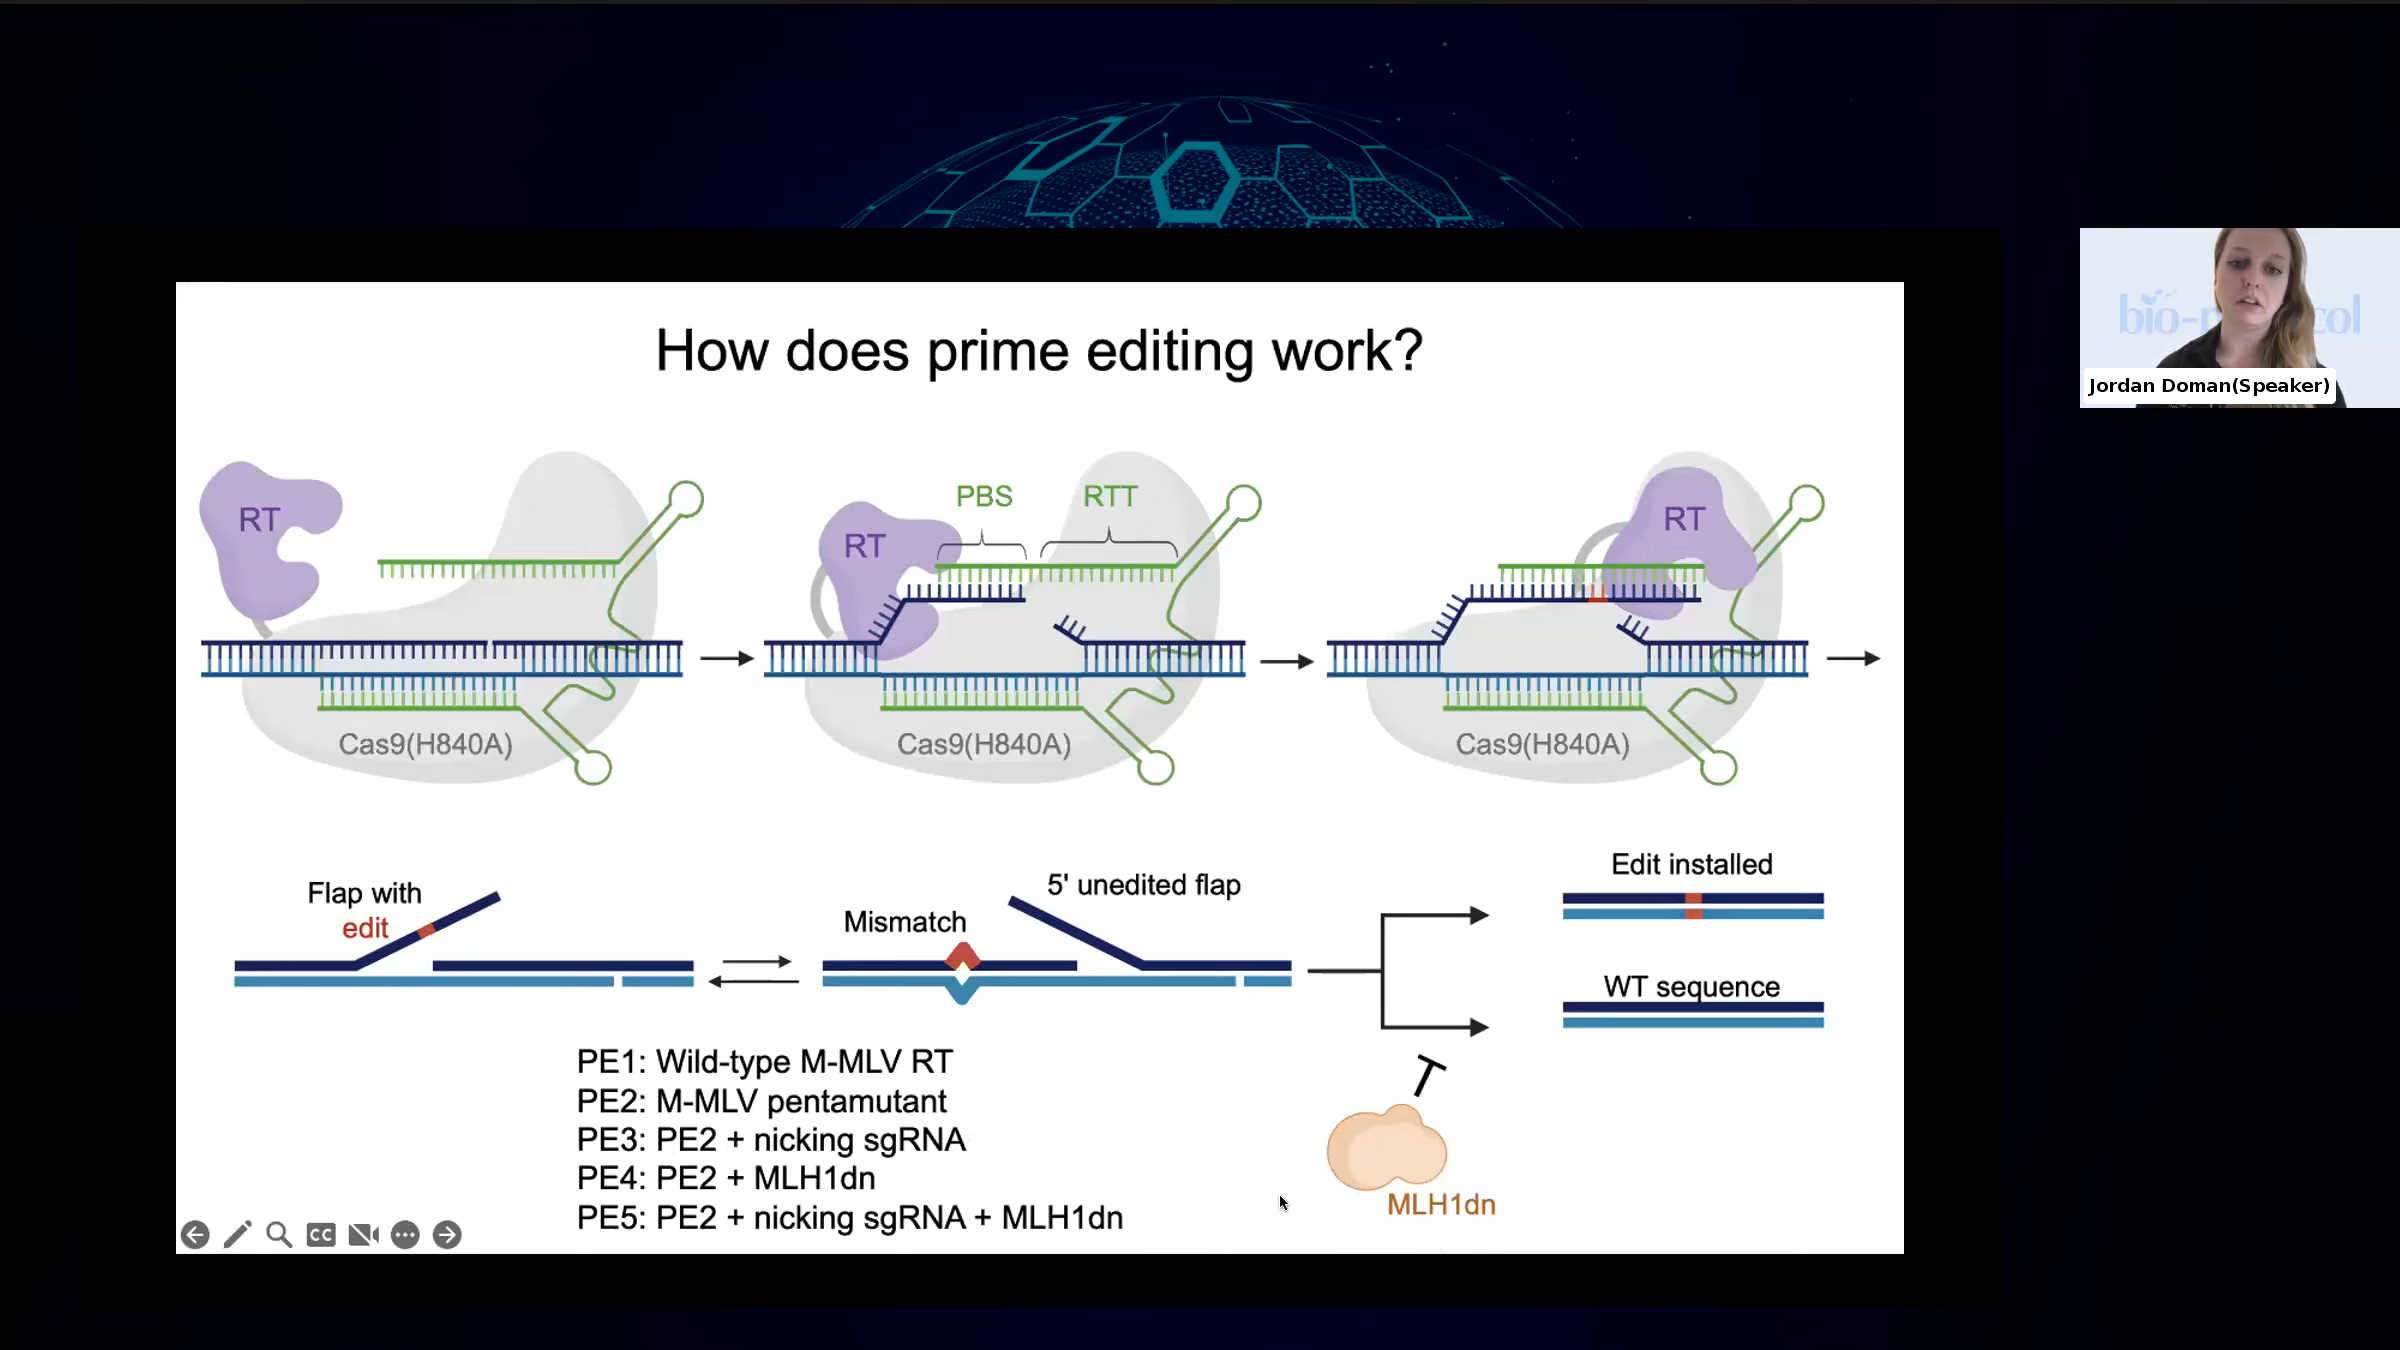 How does prime editing work?
RT
Cas9(H840A)
RT
PBS
RTT
Cas9(H840A)
RT
Cas9(H840A)
Flap with
edit
Mismatch
5' unedited flap
Edit installed
WT sequence
PE1: Wild-type M-MLV RT
PE2: M-MLV pentamutant
PE3: PE2 + nicking sgRNA
PE4: PE2 + MLH1dn
PE5: PE2 + nicking sgRNA + MLH1dn
MLH1dn
CC
Jordan Doman(Speaker)